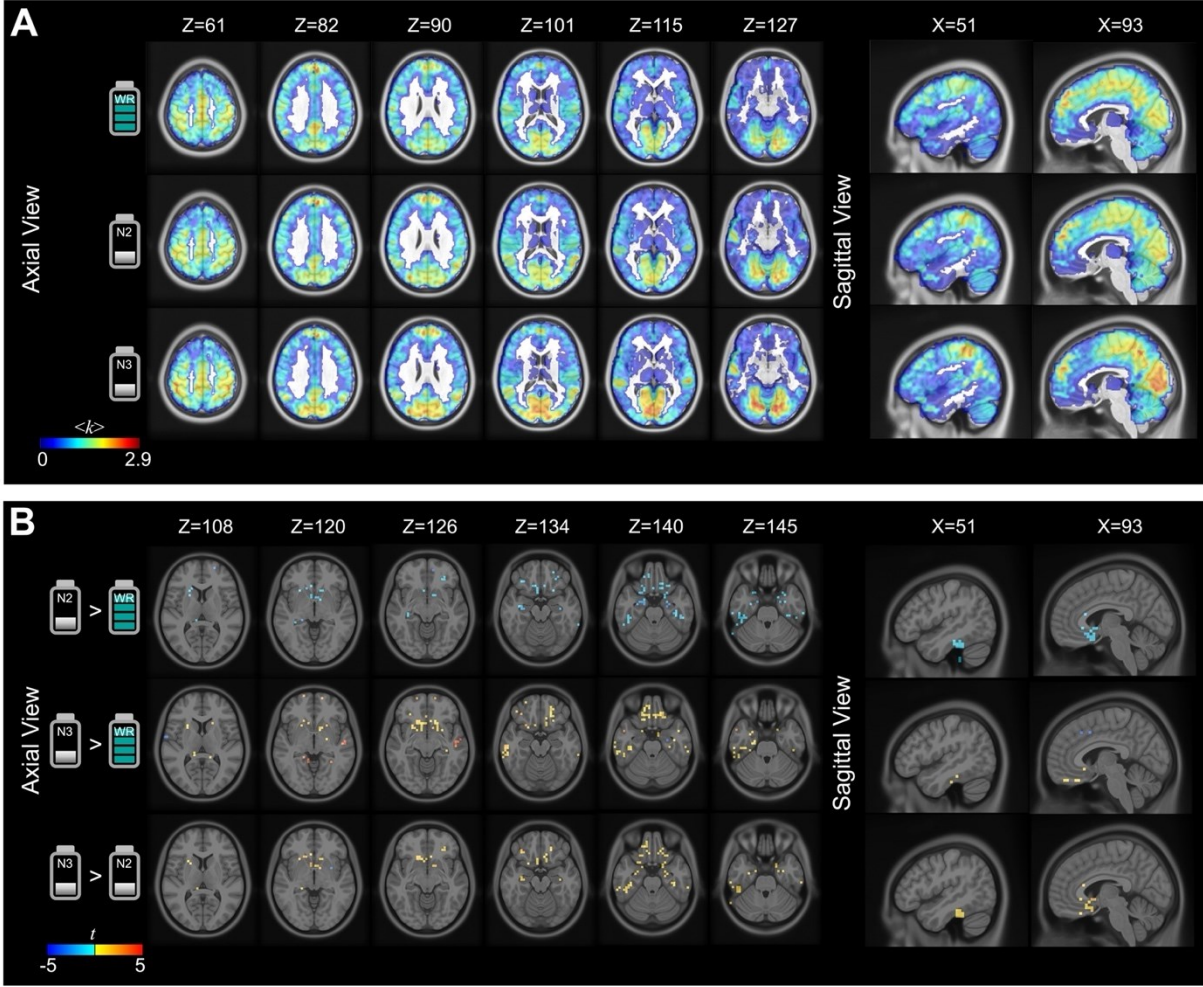 A
Z=61 Z=82 Z=90 Z=101 Z=115 Z=127 X=51 X=93
WR
Axial View
Sagittal View
N2
N3
<k>
0 2.9
B
Z=108 Z=120 Z=126 Z=134 Z=140 Z=145 X=51 X=93
N2 > WR
Axial View
Sagittal View
N3 > WR
N3 > N2
t
-5 5